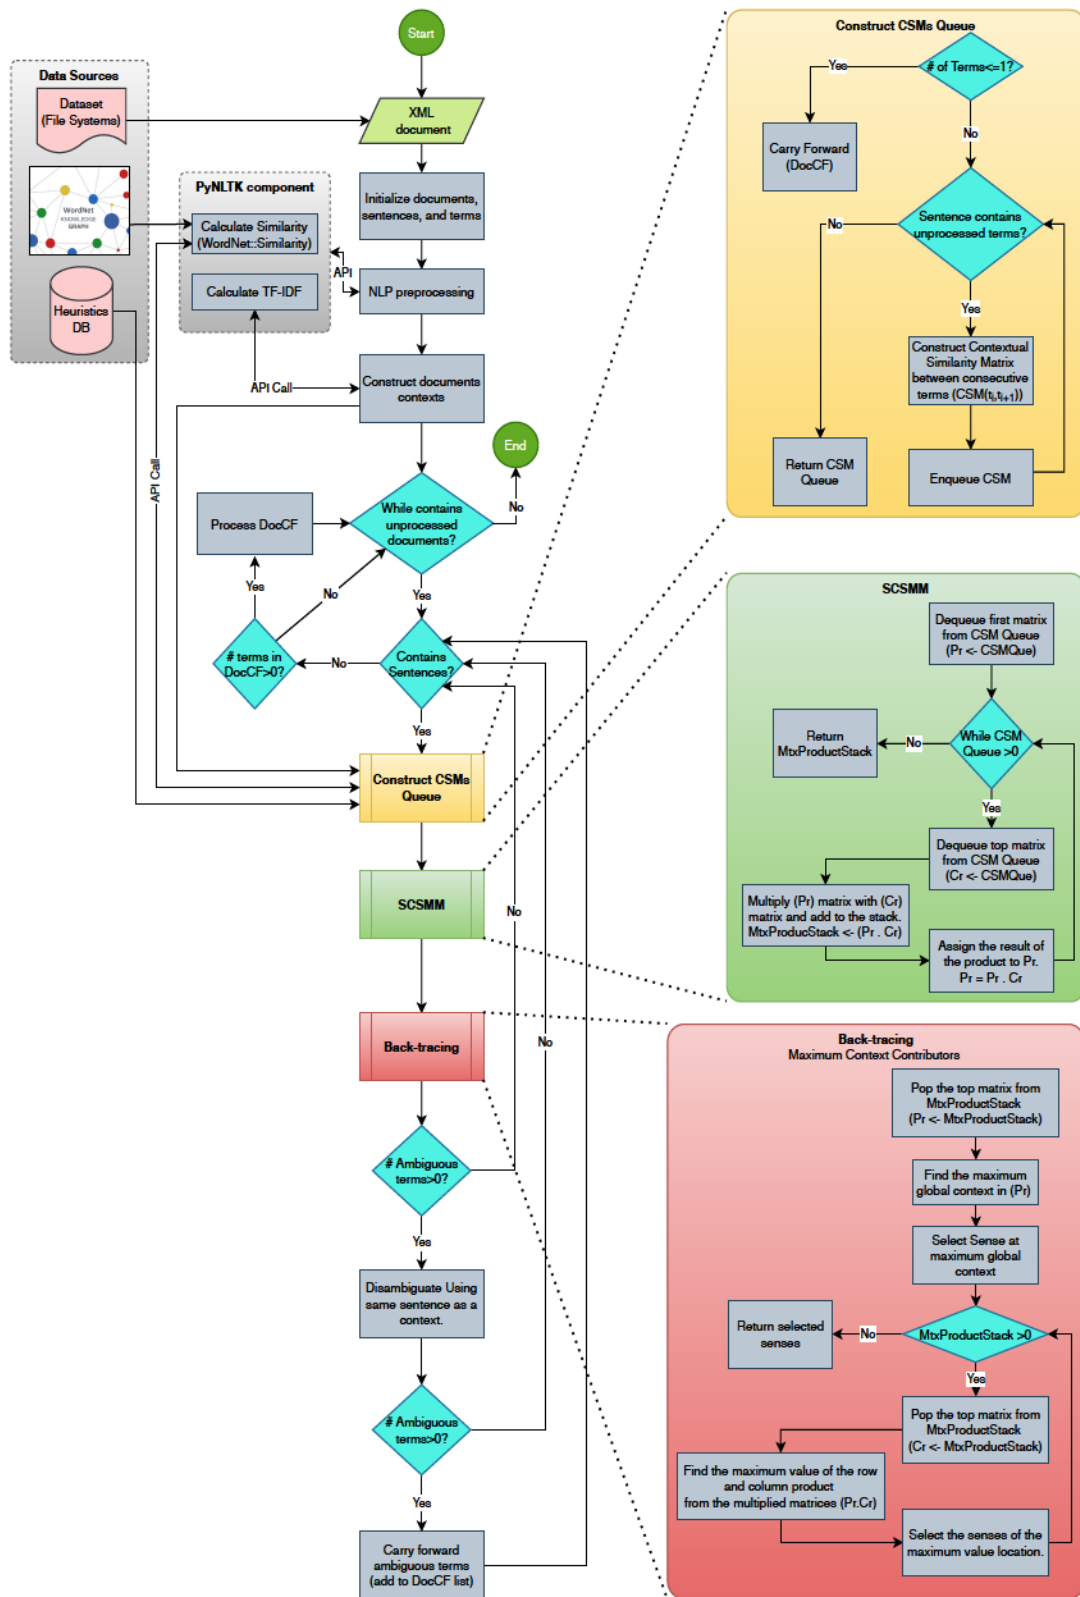 Start
Data Sources
Dataset
(File Systems)
WordNet
KNOWLEDGE
GRAPH
Heuristics
DB
XML
document
PyNLTK component
Calculate Similarity
(WordNet::Similarity)
Calculate TF-IDF
API
API Call
API Call
Initialize documents,
sentences, and terms
NLP preprocessing
Construct documents
contexts
End
No
While contains
unprocessed
documents?
Process DocCF
Yes
No
Yes
# terms in
DocCF>0?
No
Contains
Sentences?
Yes
Construct CSMs
Queue
SCSMM
No
No
Back-tracing
# Ambiguous
terms>0?
Yes
Disambiguate Using
same sentence as a
context.
# Ambiguous
terms>0?
Yes
Carry forward
ambiguous terms
(add to DocCF list)
Construct CSMs Queue
# of Terms<=1?
Yes
No
Carry Forward
(DocCF)
Sentence contains
unprocessed terms?
No
Yes
Construct Contextual
Similarity Matrix
between consecutive
terms (CSM(ti,ti+1))
Return CSM
Queue
Enqueue CSM
SCSMM
Dequeue first matrix
from CSM Queue
(Pr <- CSMQue)
While CSM
Queue >0
No
Return
MtxProductStack
Yes
Dequeue top matrix
from CSM Queue
(Cr <- CSMQue)
Multiply (Pr) matrix with (Cr)
matrix and add to the stack.
MtxProducStack <- (Pr . Cr)
Assign the result of
the product to Pr.
Pr = Pr . Cr
Back-tracing
Maximum Context Contributors
Pop the top matrix from
MtxProductStack
(Pr <- MtxProductStack)
Find the maximum
global context in (Pr)
Select Sense at
maximum global
context
MtxProductStack >0
No
Return selected
senses
Yes
Pop the top matrix from
MtxProductStack
(Cr <- MtxProductStack)
Find the maximum value of the row
and column product
from the multiplied matrices (Pr.Cr)
Select the senses of the
maximum value location.